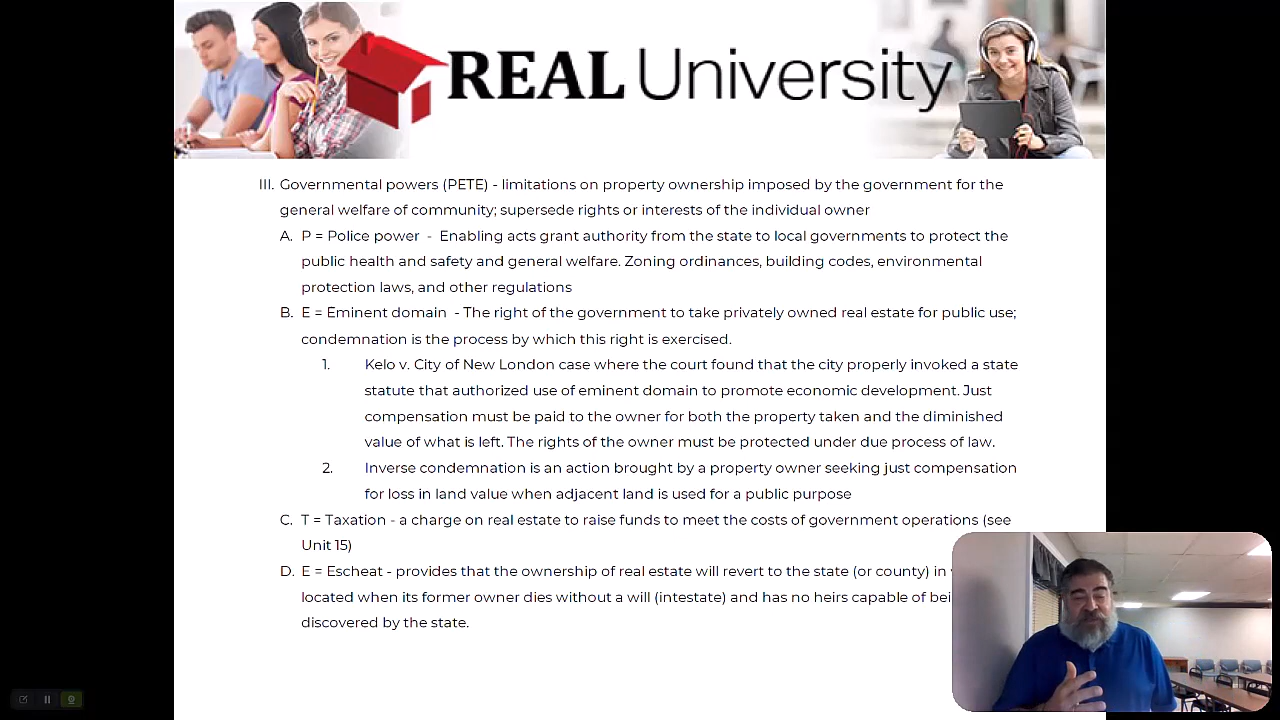 REAL University
III. Governmental powers (PETE) - limitations on property ownership imposed by the government for the
general welfare of community; supersede rights or interests of the individual owner
A. P = Police power - Enabling acts grant authority from the state to local governments to protect the
public health and safety and general welfare. Zoning ordinances, building codes, environmental
protection laws, and other regulations
B. E = Eminent domain - The right of the government to take privately owned real estate for public use;
condemnation is the process by which this right is exercised.
1. Kelo v. City of New London case where the court found that the city properly invoked a state
statute that authorized use of eminent domain to promote economic development. Just
compensation must be paid to the owner for both the property taken and the diminished
value of what is left. The rights of the owner must be protected under due process of law.
2. Inverse condemnation is an action brought by a property owner seeking just compensation
for loss in land value when adjacent land is used for a public purpose
C. T = Taxation - a charge on real estate to raise funds to meet the costs of government operations (see
Unit 15)
D. E = Escheat - provides that the ownership of real estate will revert to the state (or county) in
located when its former owner dies without a will (intestate) and has no heirs capable of
discovered by the state.